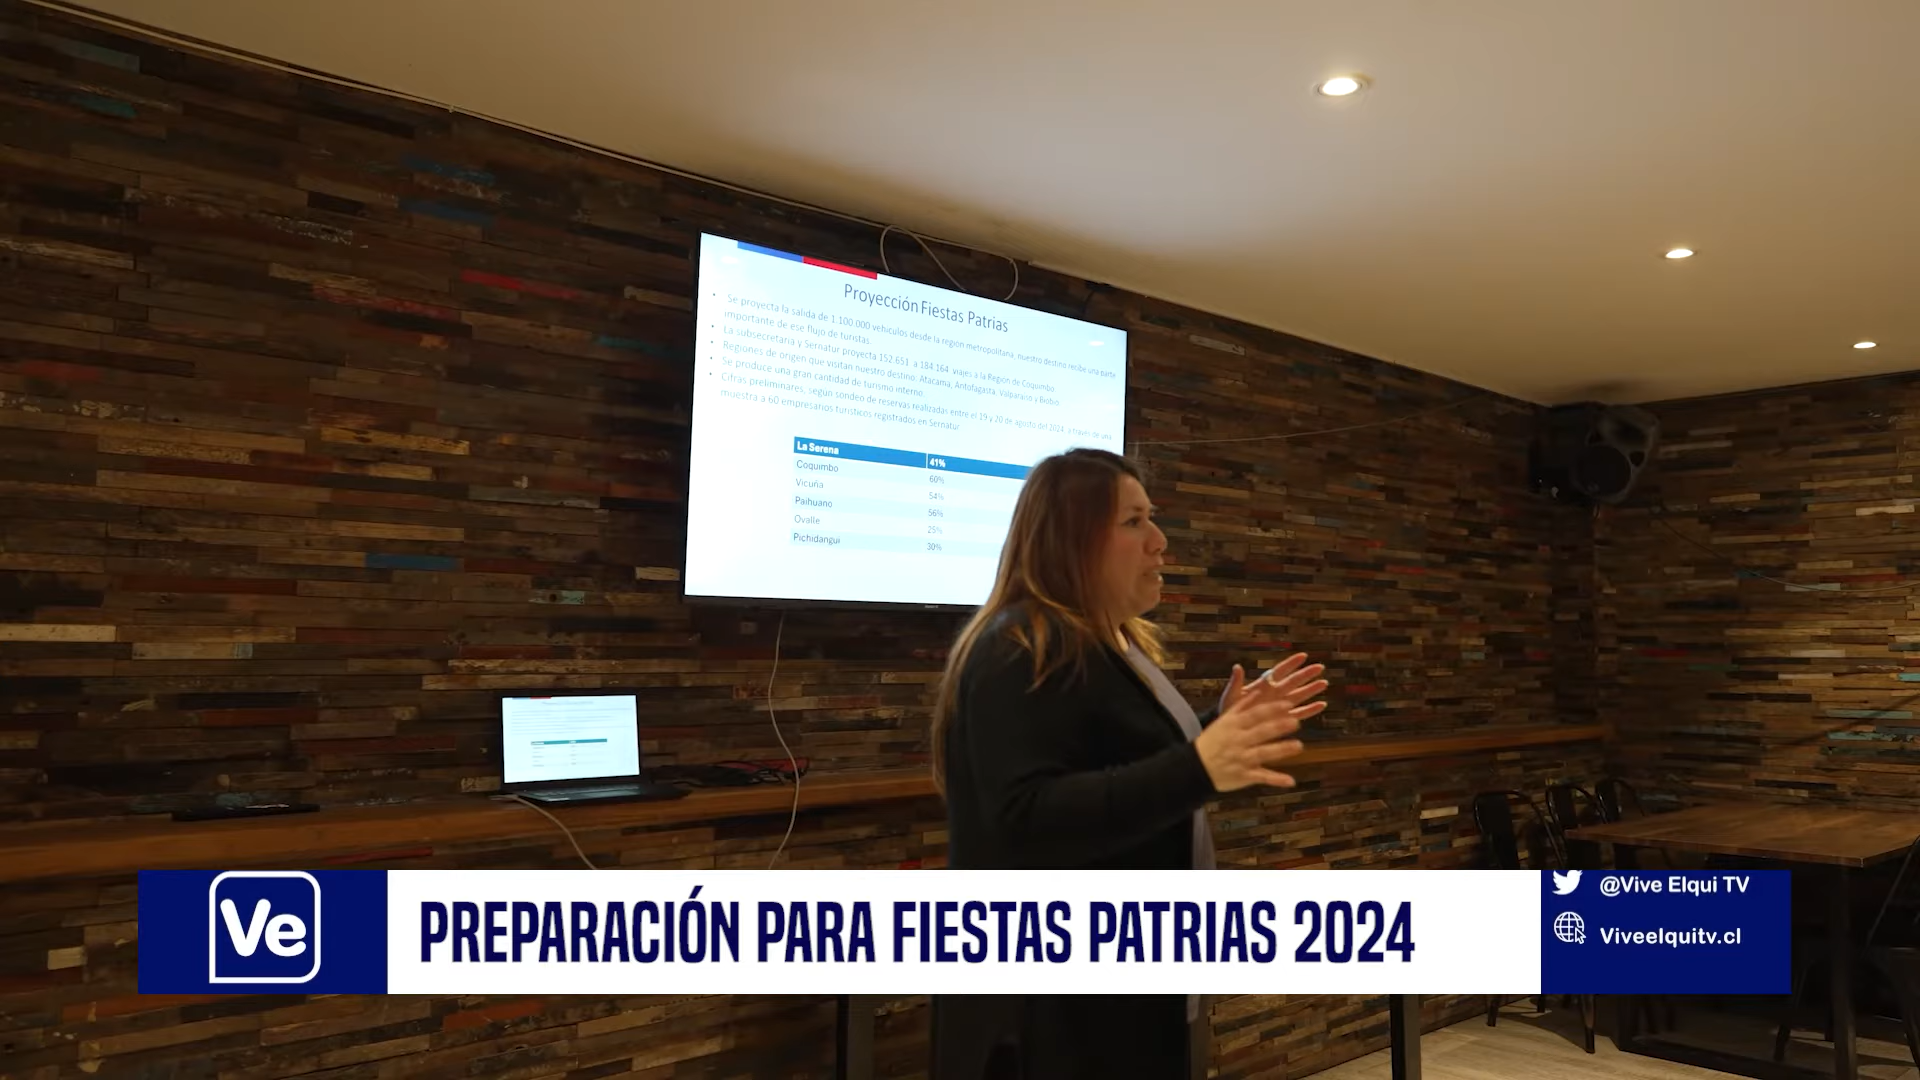 Proyección Fiestas Patrias
• Se proyecta la salida de 1.100.000 vehiculos desde la region metropolitana, nuestro destino recibe una parte
importante de ese flujo de turistas.
• La subsecretaria y Sernatur proyecta 152.651 a 184.164 viajes a la Region de Coquimbo
• Regiones de origen que visitan nuestro destino: Atacama, Antofagasta, Valparaiso y Biobio
• Se produce una gran cantidad de turismo interno.
• Cifras preliminares, según sondeo de reservas realizadas entre el 19 y 20 de agosto del 2024, a través de una
muestra a 60 empresarios turísticos registrados en Sernatur
La Serena 41%
Coquimbo 60%
Vicuña 54%
Paihuano 56%
Ovalle 25%
Pichidangui 30%
Ve
PREPARACIÓN PARA FIESTAS PATRIAS 2024
@Vive Elqui TV
Viveelquitv.cl